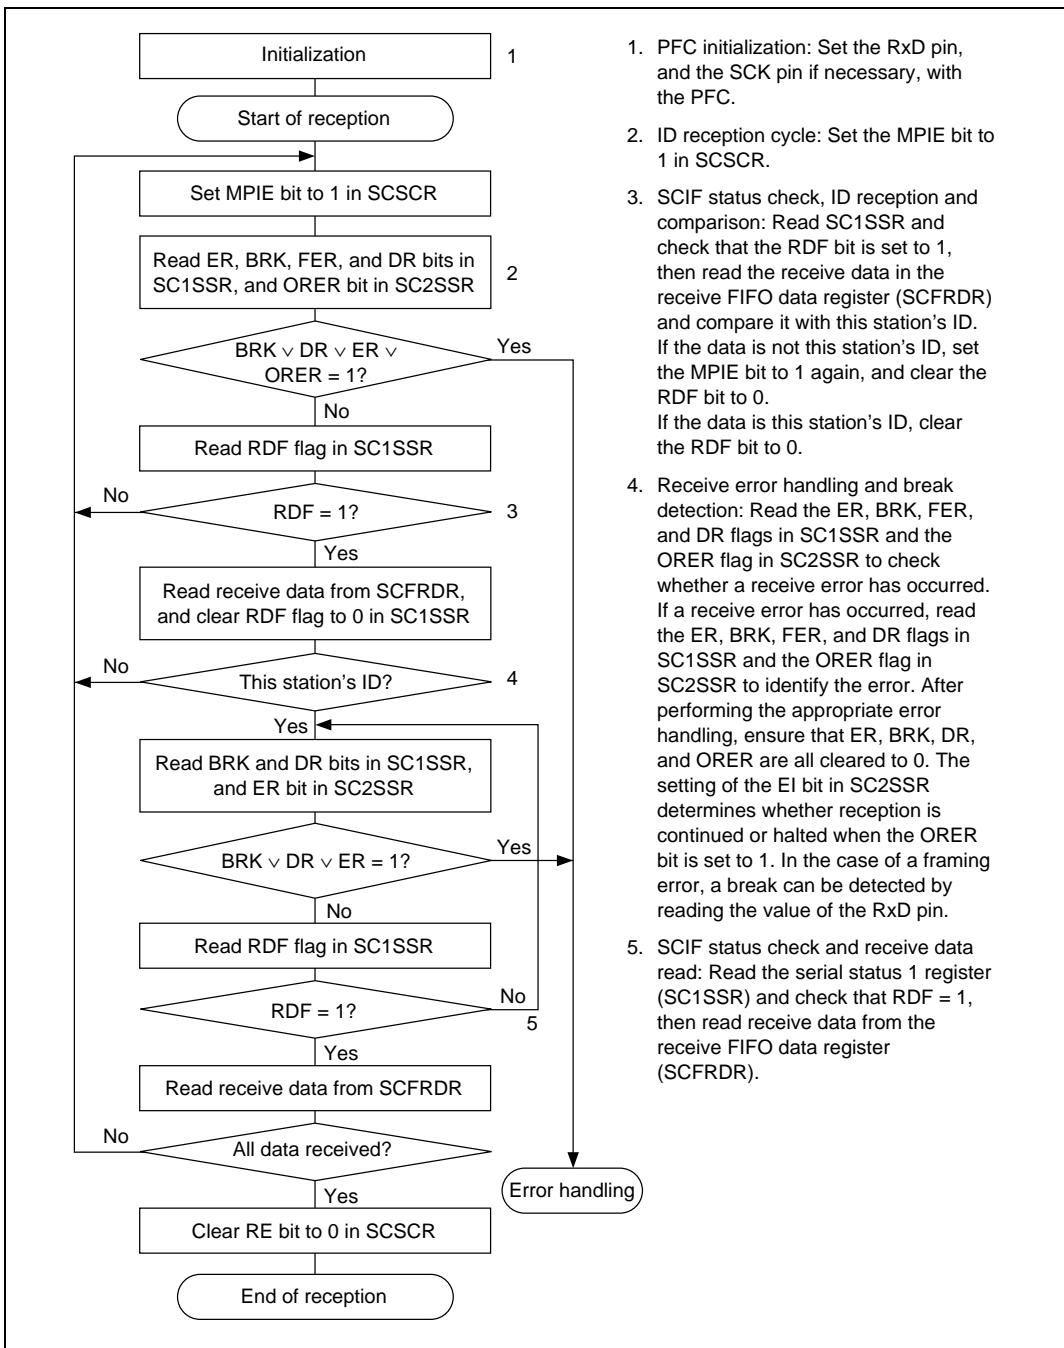 Initialization
1
Start of reception
Set MPIE bit to 1 in SCSCR
Read ER, BRK, FER, and DR bits in
SC1SSR, and ORER bit in SC2SSR
2
BRK ∨ DR ∨ ER ∨
ORER = 1?
Yes
No
Read RDF flag in SC1SSR
No
RDF = 1?
3
Yes
Read receive data from SCFRDR,
and clear RDF flag to 0 in SC1SSR
No
This station's ID?
4
Yes
Read BRK and DR bits in SC1SSR,
and ER bit in SC2SSR
BRK ∨ DR ∨ ER = 1?
Yes
No
Read RDF flag in SC1SSR
RDF = 1?
No
5
Yes
Read receive data from SCFRDR
No
All data received?
Yes
Error handling
Clear RE bit to 0 in SCSCR
End of reception
1. PFC initialization: Set the RxD pin,
and the SCK pin if necessary, with
the PFC.
2. ID reception cycle: Set the MPIE bit to
1 in SCSCR.
3. SCIF status check, ID reception and
comparison: Read SC1SSR and
check that the RDF bit is set to 1,
then read the receive data in the
receive FIFO data register (SCFRDR)
and compare it with this station's ID.
If the data is not this station's ID, set
the MPIE bit to 1 again, and clear the
RDF bit to 0.
If the data is this station's ID, clear
the RDF bit to 0.
4. Receive error handling and break
detection: Read the ER, BRK, FER,
and DR flags in SC1SSR and the
ORER flag in SC2SSR to check
whether a receive error has occurred.
If a receive error has occurred, read
the ER, BRK, FER, and DR flags in
SC1SSR and the ORER flag in
SC2SSR to identify the error. After
performing the appropriate error
handling, ensure that ER, BRK, DR,
and ORER are all cleared to 0. The
setting of the EI bit in SC2SSR
determines whether reception is
continued or halted when the ORER
bit is set to 1. In the case of a framing
error, a break can be detected by
reading the value of the RxD pin.
5. SCIF status check and receive data
read: Read the serial status 1 register
(SC1SSR) and check that RDF = 1,
then read receive data from the
receive FIFO data register
(SCFRDR).